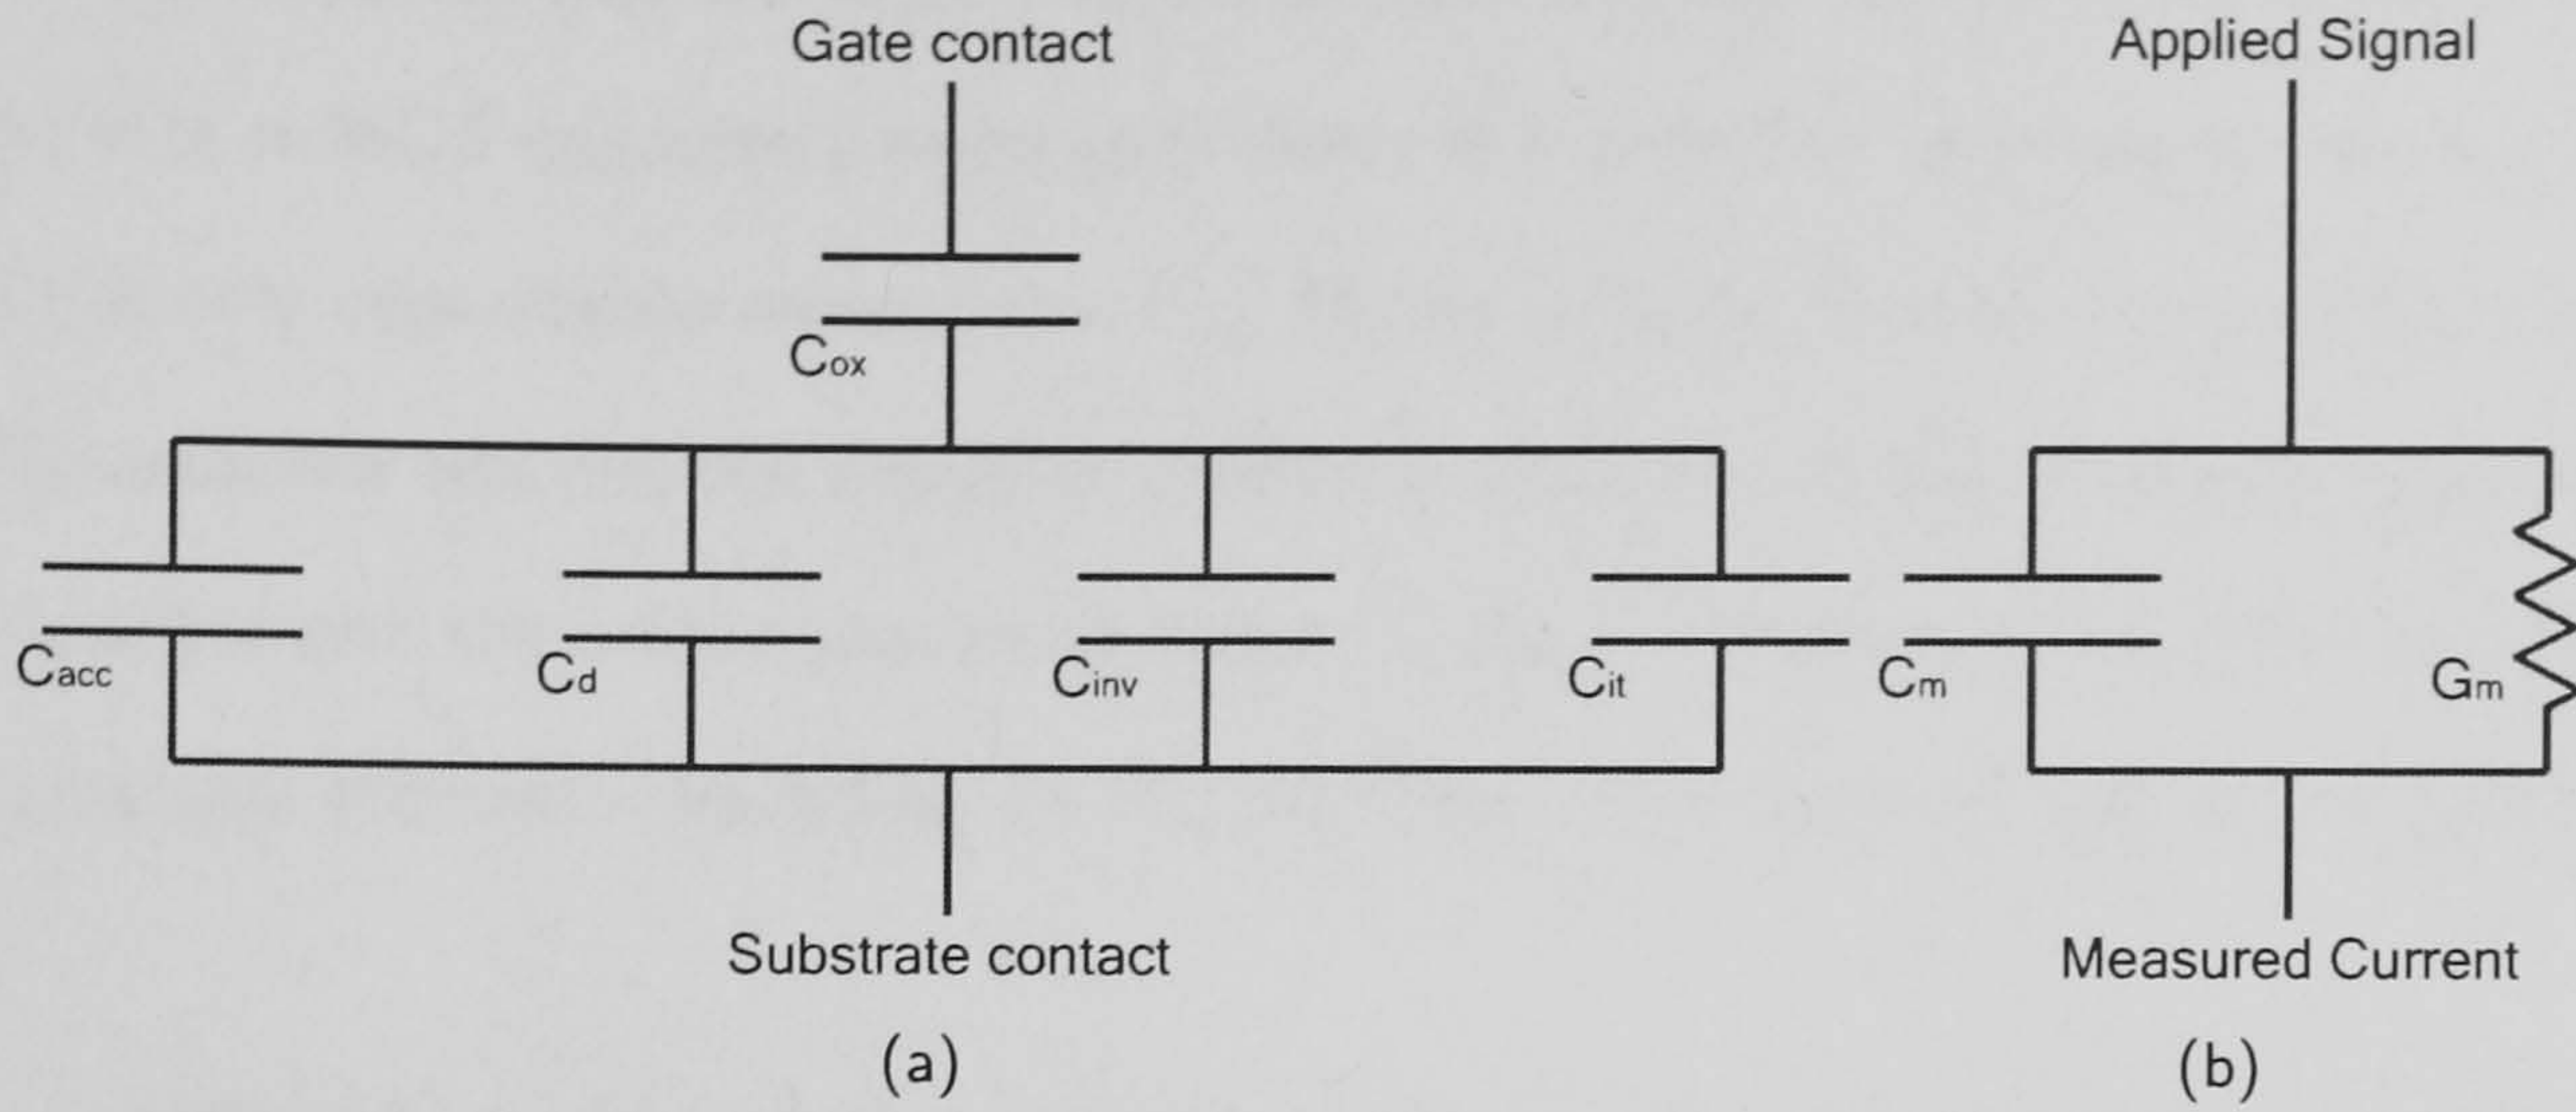 Gate contact
Applied Signal
Cox
Cacc
Cd
Cinv
Cit
Cm
Gm
Substrate contact
Measured Current
(a)
(b)